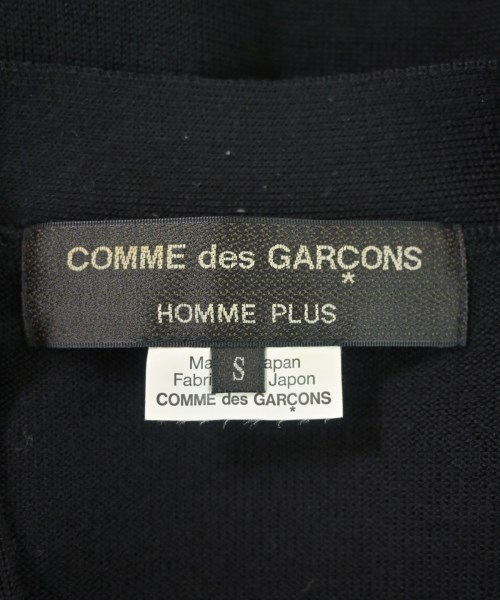 COMME des GARÇONS
HOMME PLUS
S
Ma apan
Fabri Japon
COMME des GARÇONS